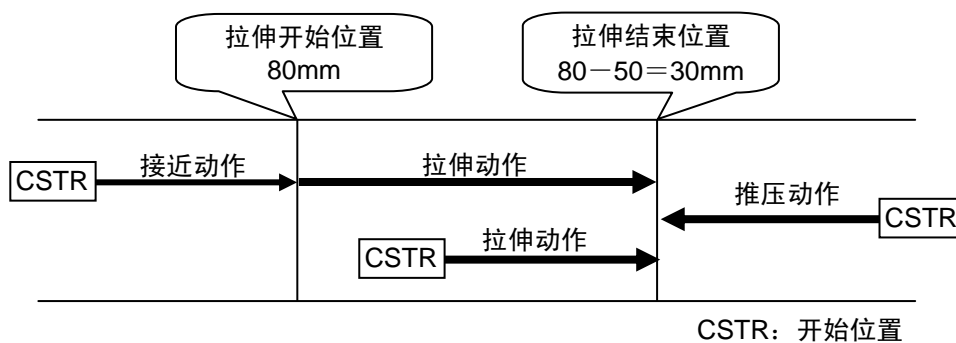 拉伸开始位置
80mm
拉伸结束位置
80－50＝30mm
CSTR
接近动作
拉伸动作
推压动作
CSTR
CSTR
拉伸动作
CSTR：开始位置